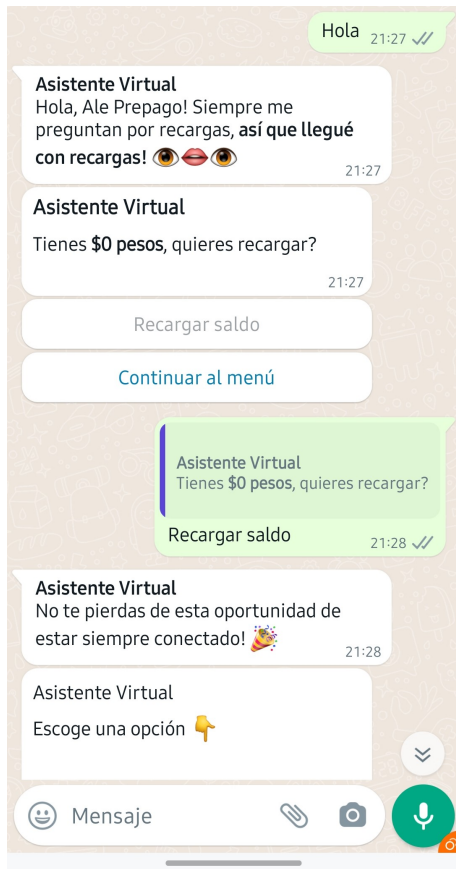 Hola 21:27
Asistente Virtual
Hola, Ale Prepago! Siempre me
preguntan por recargas, así que llegué
con recargas! 👁️👄👁️
21:27
Asistente Virtual
Tienes $0 pesos, quieres recargar?
21:27
Recargar saldo
Continuar al menú
Asistente Virtual
Tienes $0 pesos, quieres recargar?
Recargar saldo 21:28
Asistente Virtual
No te pierdas de esta oportunidad de
estar siempre conectado! 🎉
21:28
Asistente Virtual
Escoge una opción 👇
Mensaje